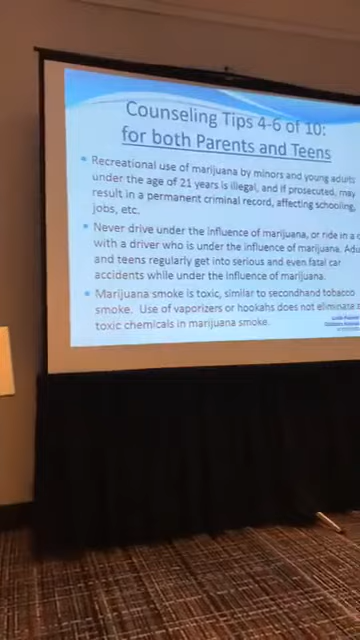 Counseling Tips 4-6 of 10:
for both Parents and Teens
• Recreational use of marijuana by minors and young adults
under the age of 21 years is illegal, and if prosecuted, may
result in a permanent criminal record, affecting schooling,
jobs, etc.
• Never drive under the influence of marijuana, or ride in a
with a driver who is under the influence of marijuana. Adu
and teens regularly get into serious and even fatal car
accidents while under the influence of marijuana.
• Marijuana smoke is toxic, similar to secondhand tobacco
smoke. Use of vaporizers or hookahs does not eliminate
toxic chemicals in marijuana smoke.